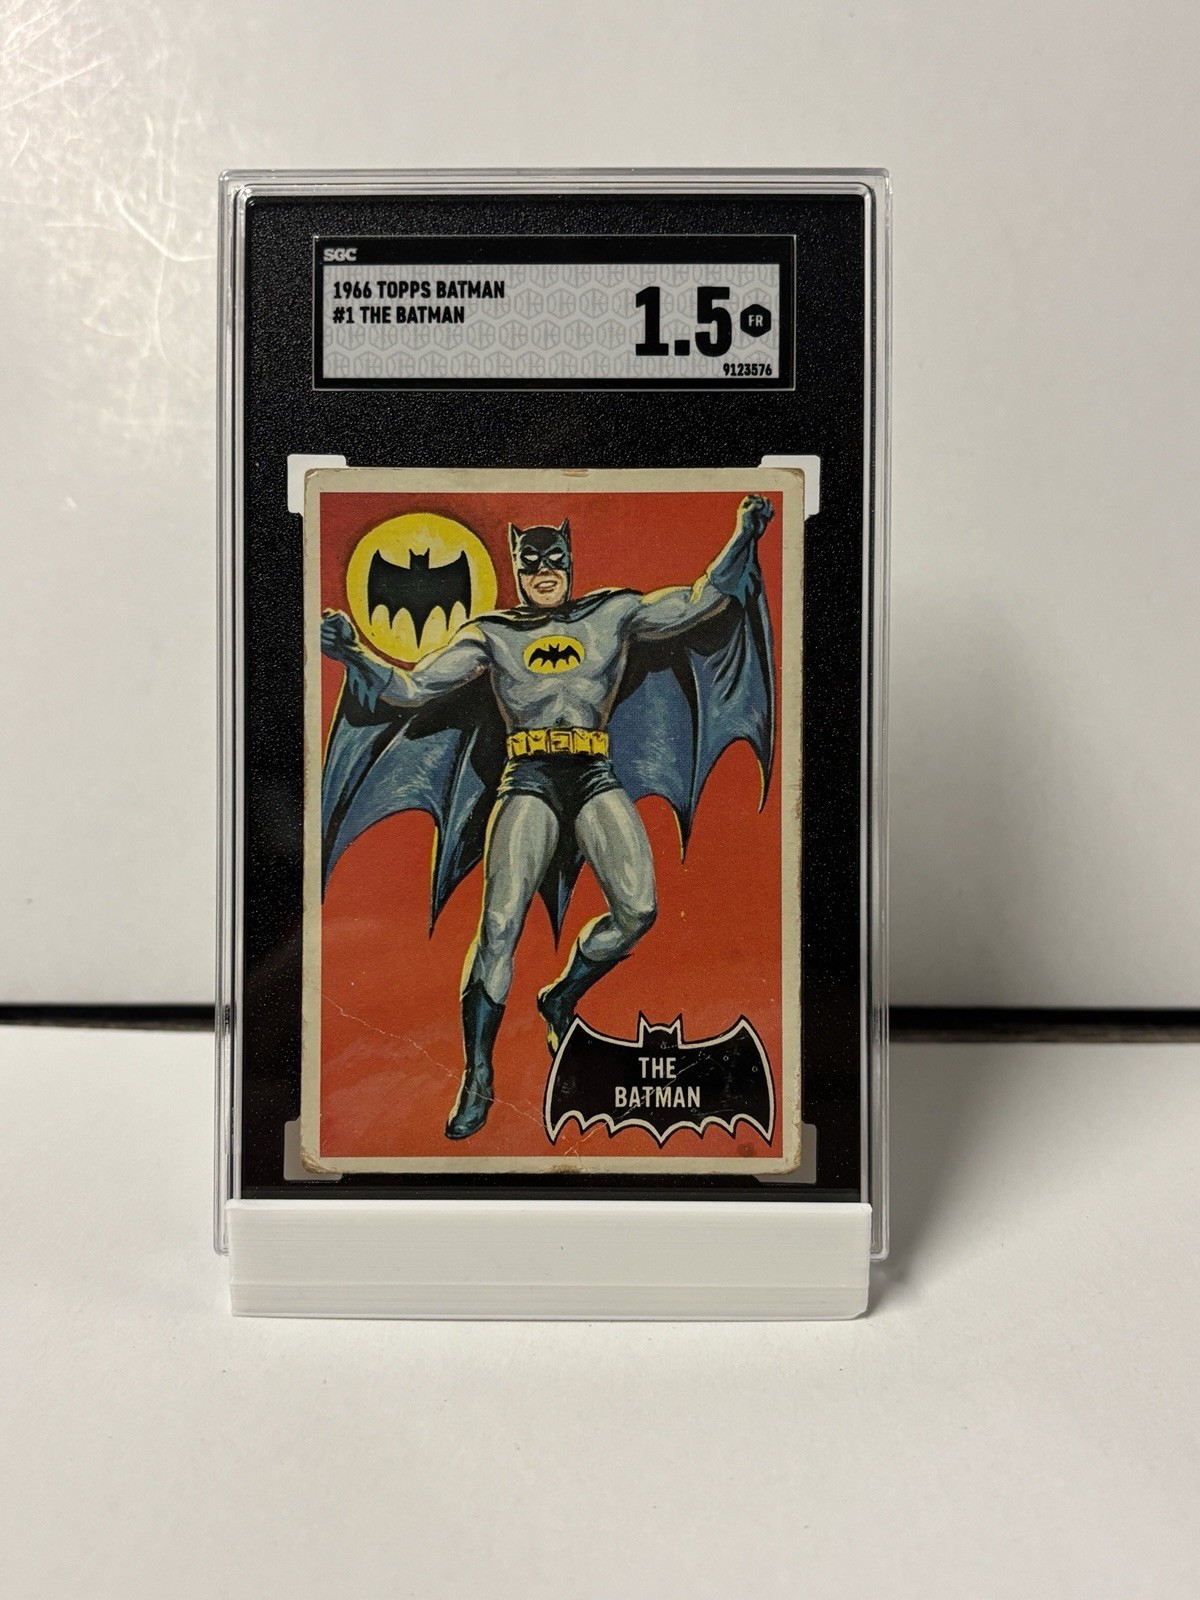 SGC
1966 TOPPS BATMAN
#1 THE BATMAN
1.5 FR
9123576
THE
BATMAN